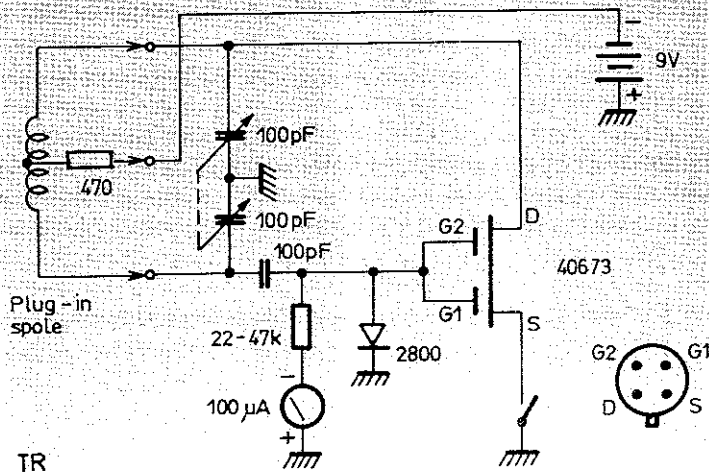 −
9V
+
100pF
470
100pF
100pF
G2
D
40673
G1
S
Plug-in
spole
22-47k
2800
−
100 µA
+
G2
G1
D
S
TR